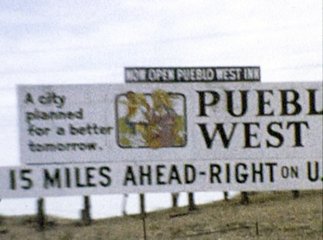 NOW OPEN PUEBLO WEST INN
A city
planned
for a better
tomorrow.
PUEBL
WEST
15 MILES AHEAD-RIGHT ON U.